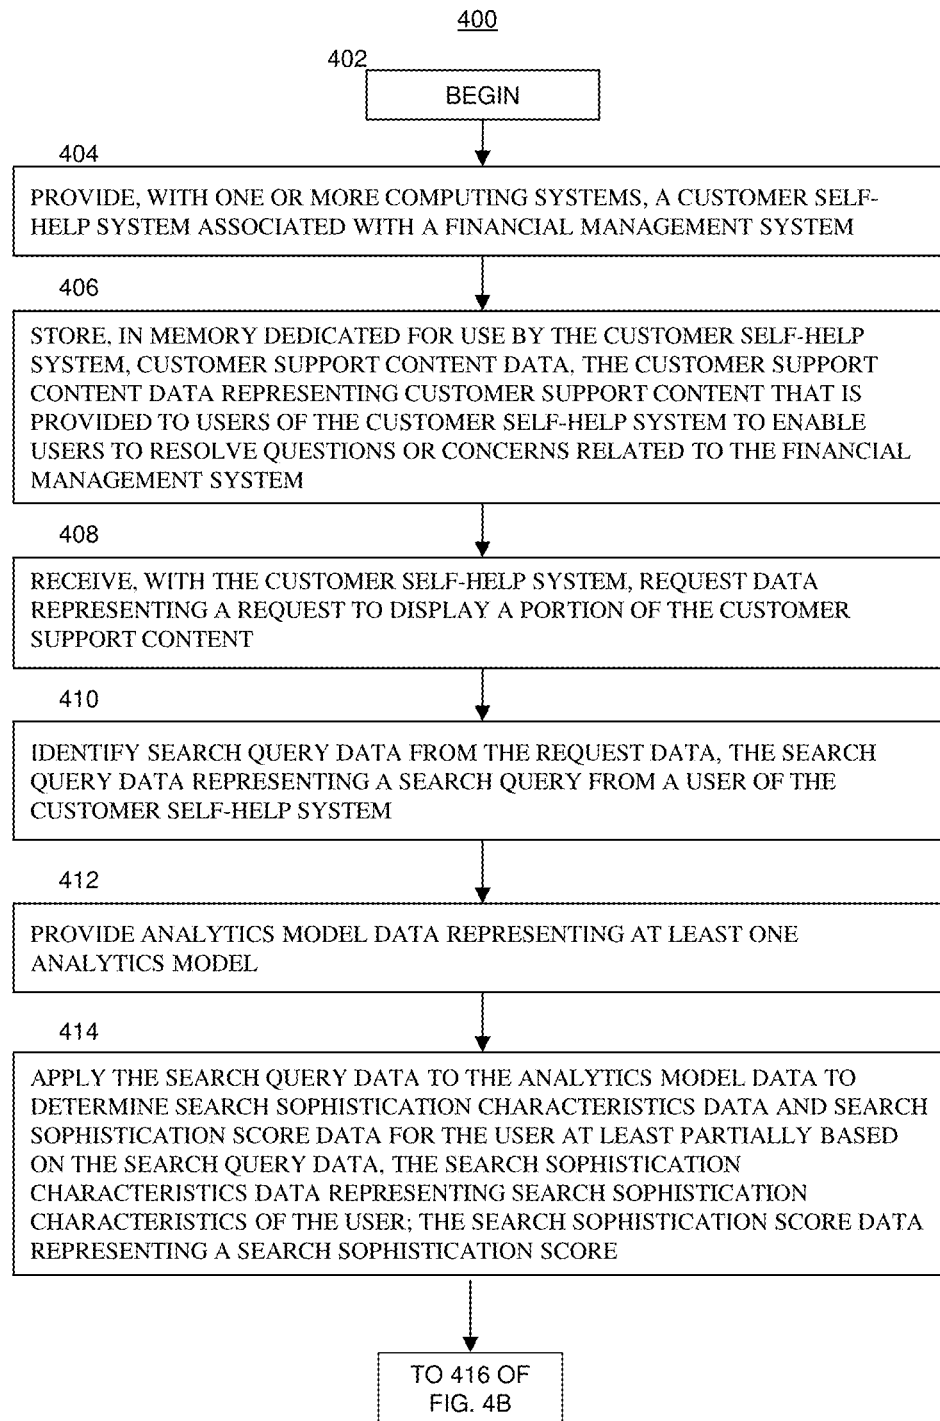 400
402
BEGIN
404
PROVIDE, WITH ONE OR MORE COMPUTING SYSTEMS, A CUSTOMER SELF-
HELP SYSTEM ASSOCIATED WITH A FINANCIAL MANAGEMENT SYSTEM
406
STORE, IN MEMORY DEDICATED FOR USE BY THE CUSTOMER SELF-HELP
SYSTEM, CUSTOMER SUPPORT CONTENT DATA, THE CUSTOMER SUPPORT
CONTENT DATA REPRESENTING CUSTOMER SUPPORT CONTENT THAT IS
PROVIDED TO USERS OF THE CUSTOMER SELF-HELP SYSTEM TO ENABLE
USERS TO RESOLVE QUESTIONS OR CONCERNS RELATED TO THE FINANCIAL
MANAGEMENT SYSTEM
408
RECEIVE, WITH THE CUSTOMER SELF-HELP SYSTEM, REQUEST DATA
REPRESENTING A REQUEST TO DISPLAY A PORTION OF THE CUSTOMER
SUPPORT CONTENT
410
IDENTIFY SEARCH QUERY DATA FROM THE REQUEST DATA, THE SEARCH
QUERY DATA REPRESENTING A SEARCH QUERY FROM A USER OF THE
CUSTOMER SELF-HELP SYSTEM
412
PROVIDE ANALYTICS MODEL DATA REPRESENTING AT LEAST ONE
ANALYTICS MODEL
414
APPLY THE SEARCH QUERY DATA TO THE ANALYTICS MODEL DATA TO
DETERMINE SEARCH SOPHISTICATION CHARACTERISTICS DATA AND SEARCH
SOPHISTICATION SCORE DATA FOR THE USER AT LEAST PARTIALLY BASED
ON THE SEARCH QUERY DATA, THE SEARCH SOPHISTICATION
CHARACTERISTICS DATA REPRESENTING SEARCH SOPHISTICATION
CHARACTERISTICS OF THE USER; THE SEARCH SOPHISTICATION SCORE DATA
REPRESENTING A SEARCH SOPHISTICATION SCORE
TO 416 OF
FIG. 4B